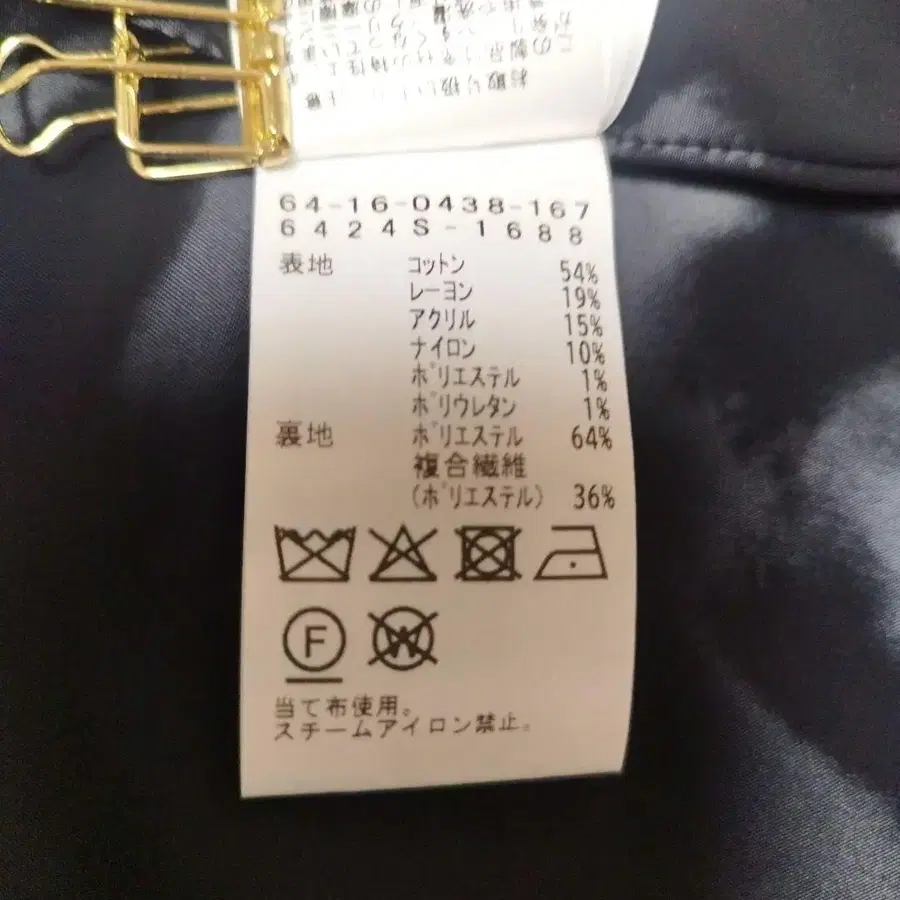 64-16-0438-167
6424S-1688
表地 コットン 54%
レーヨン 19%
アクリル 15%
ナイロン 10%
ポリエステル 1%
ポリウレタン 1%
裏地 ポリエステル 64%
複合繊維
(ポリエステル) 36%
F
W
当て布使用。
スチームアイロン禁止。